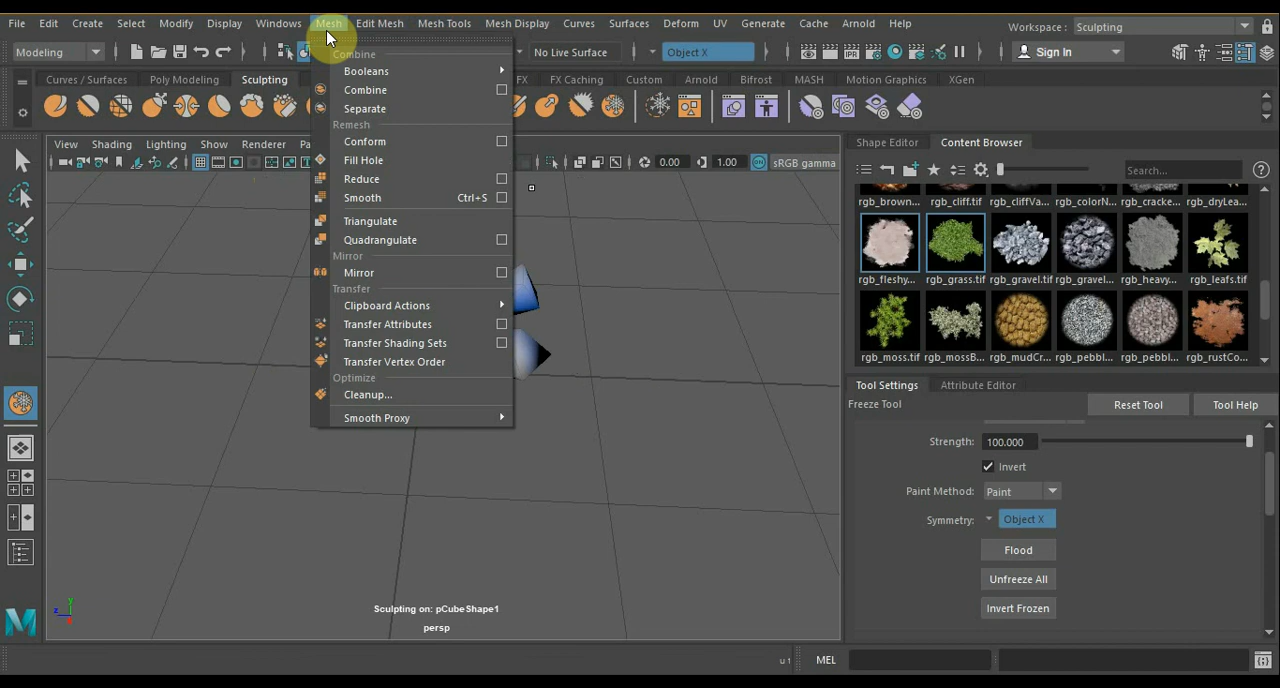 File Edit Create Select Modify Display Windows Mesh Edit Mesh Mesh Tools Mesh Display Curves Surfaces Deform UV Generate Cache Arnold Help Workspace : Sculpting
Modeling No Live Surface Object X Sign In
Curves / Surfaces Poly Modeling Sculpting FX FX Caching Custom Arnold Bifrost MASH Motion Graphics XGen
View Shading Lighting Show Renderer Pa 0.00 1.00 ON sRGB gamma
Combine
Booleans
Combine
Separate
Remesh
Conform
Fill Hole
Reduce
Smooth Ctrl+S
Triangulate
Quadrangulate
Mirror
Mirror
Transfer
Clipboard Actions
Transfer Attributes
Transfer Shading Sets
Transfer Vertex Order
Optimize
Cleanup...
Smooth Proxy
Sculpting on: pCubeShape1
persp
Shape Editor Content Browser
Search...
rgb_brown... rgb_cliff.tif rgb_cliffVa... rgb_colorN... rgb_cracke... rgb_dryLea...
rgb_fleshy... rgb_grass.tif rgb_gravel.tif rgb_gravel... rgb_heavy... rgb_leafs.tif
rgb_moss.tif rgb_mossB... rgb_mudCr... rgb_pebbl... rgb_pebbl... rgb_rustCo...
Tool Settings Attribute Editor
Freeze Tool Reset Tool Tool Help
Strength: 100.000
Invert
Paint Method: Paint
Symmetry: Object X
Flood
Unfreeze All
Invert Frozen
MEL